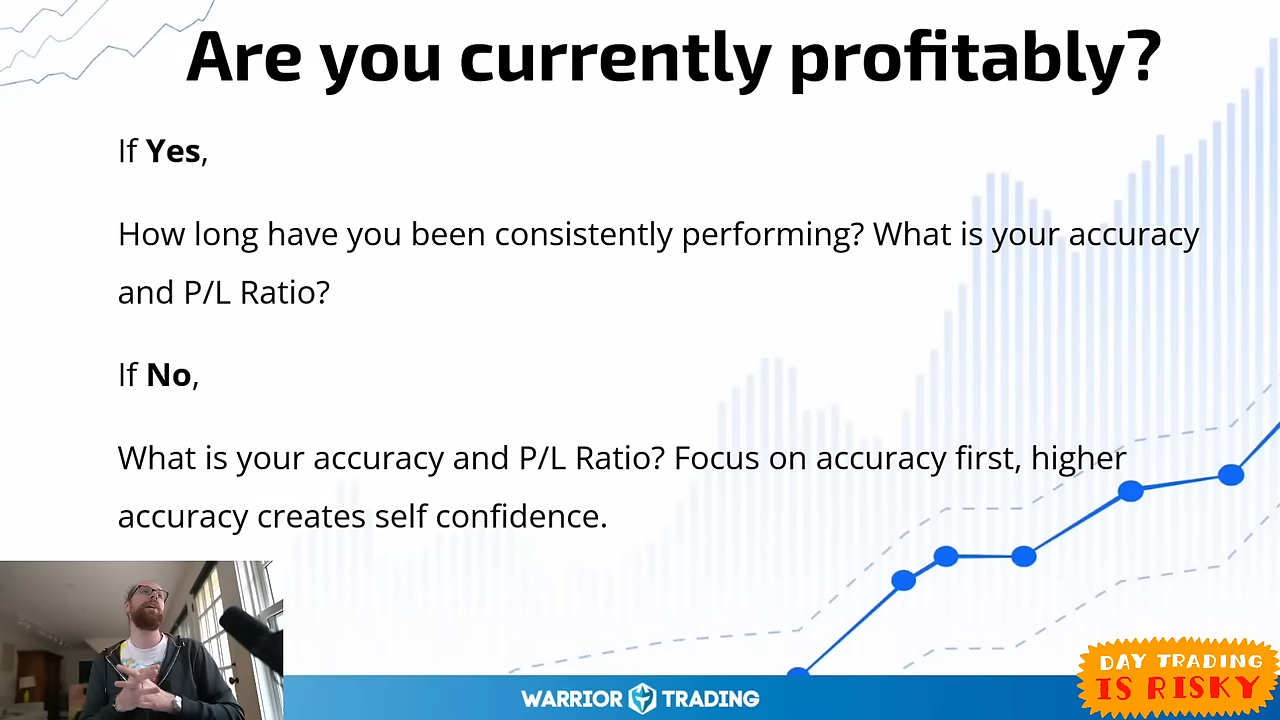 Are you currently profitably?
If Yes,
How long have you been consistently performing? What is your accuracy
and P/L Ratio?
If No,
What is your accuracy and P/L Ratio? Focus on accuracy first, higher
accuracy creates self confidence.
WARRIOR TRADING
DAY TRADING
IS RISKY